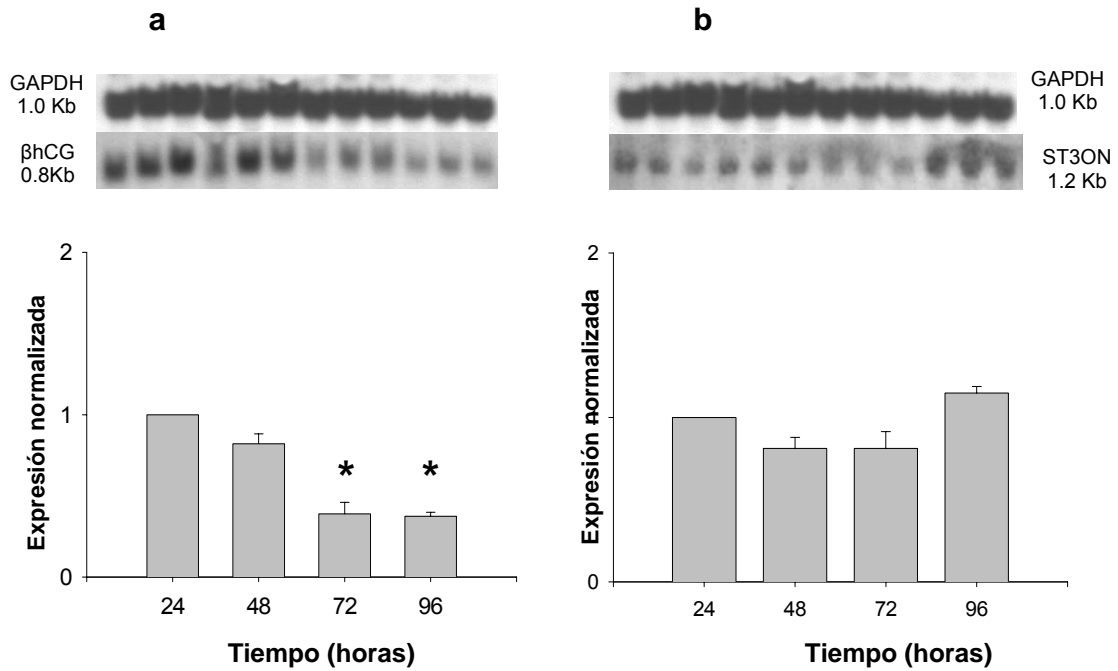 a
GAPDH
1.0 Kb
βhCG
0.8Kb
2
1
0
Expresión normalizada
*
*
24 48 72 96
Tiempo (horas)
b
GAPDH
1.0 Kb
ST3ON
1.2 Kb
2
1
0
Expresión normalizada
24 48 72 96
Tiempo (horas)